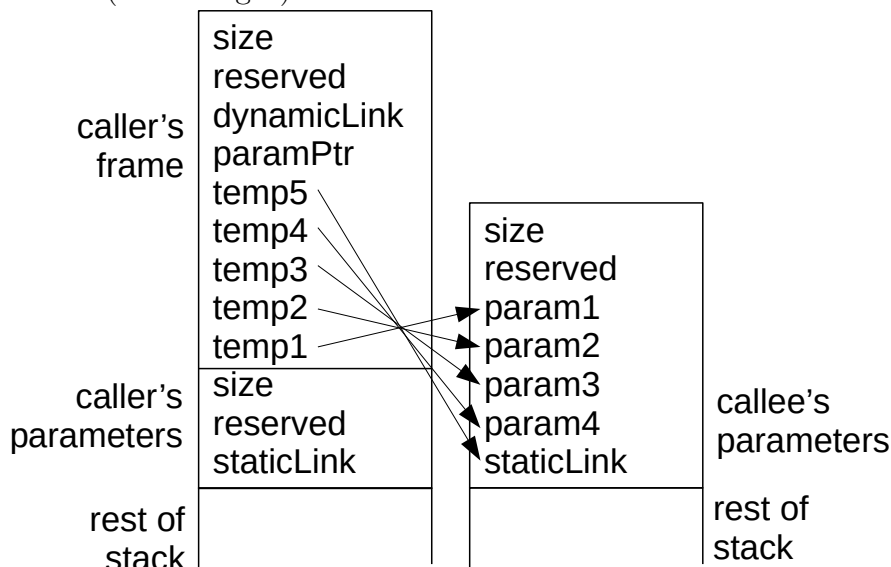 size
reserved
dynamicLink
paramPtr
temp5
temp4
temp3
temp2
temp1
caller's
frame
size
reserved
staticLink
caller's
parameters
rest of
stack
size
reserved
param1
param2
param3
param4
staticLink
callee's
parameters
rest of
stack